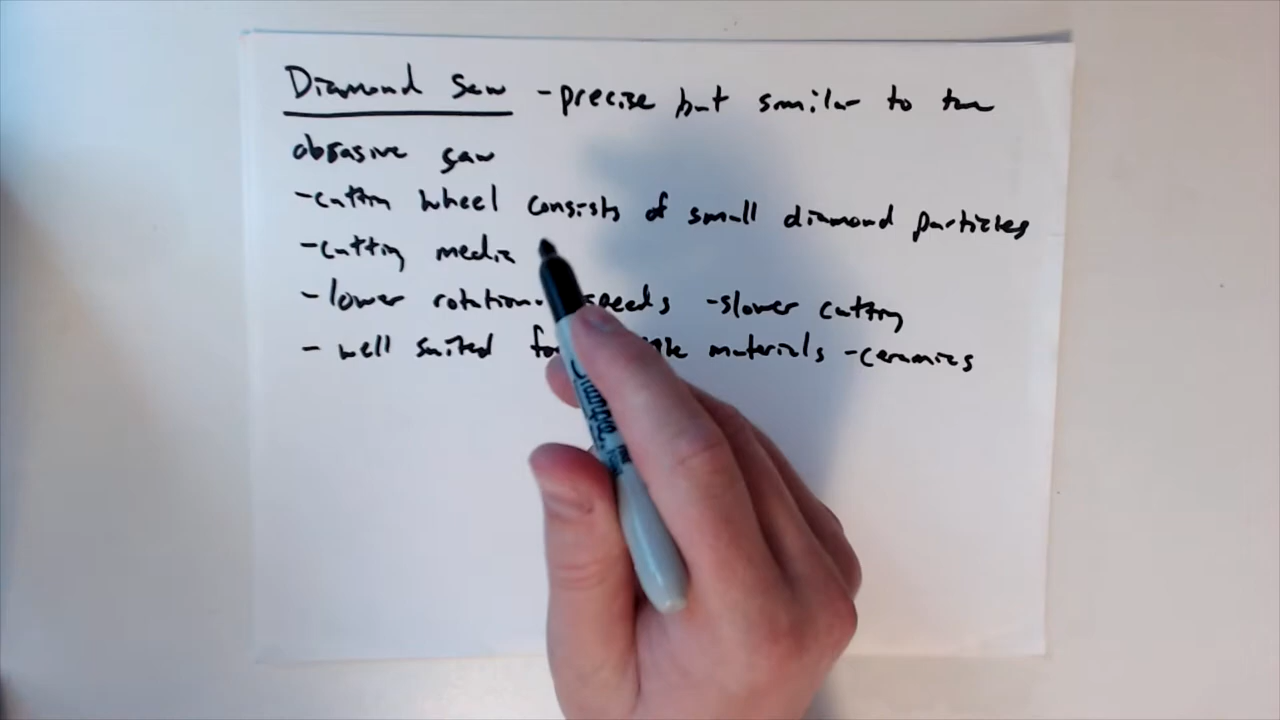 Diamond Saw - precise but similar to the
abrasive saw
- cutting wheel consists of small diamond particles
- cutting media
- lower rotation speeds - slower cutting
- well suited for materials - ceramics
Sharpie